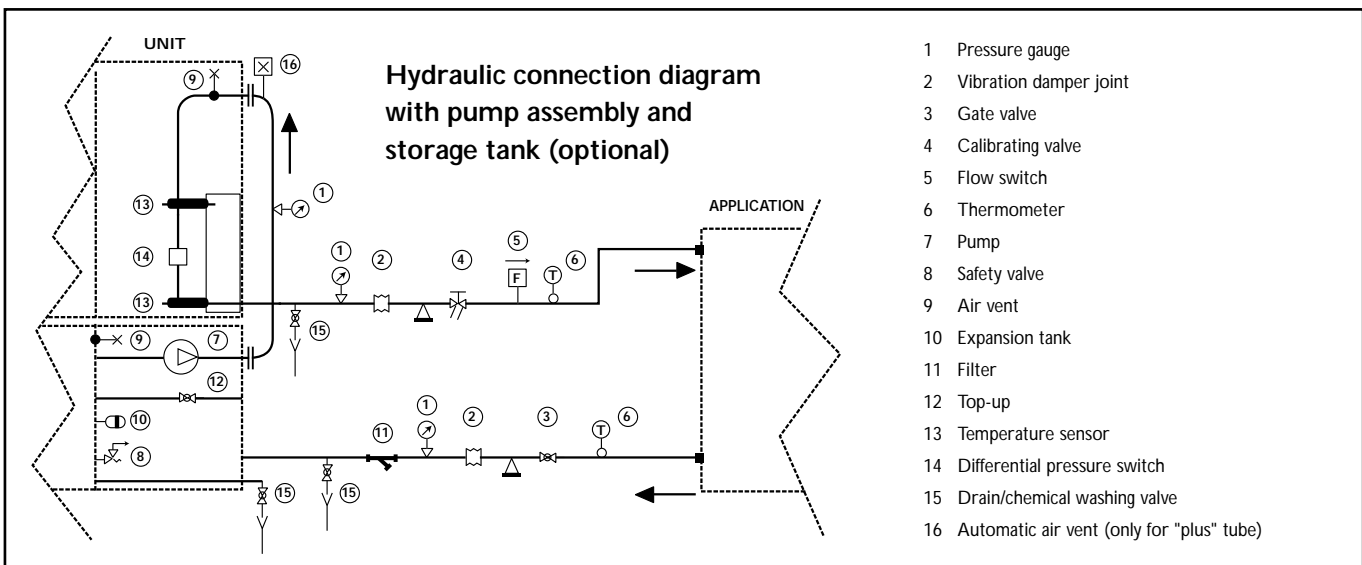 UNIT
16
9
Hydraulic connection diagram
with pump assembly and
storage tank (optional)
1
13
14
13
1
2
4
5
F
6
T
15
APPLICATION
9
7
12
10
8
15
15
11
1
2
3
6
T
1 Pressure gauge
2 Vibration damper joint
3 Gate valve
4 Calibrating valve
5 Flow switch
6 Thermometer
7 Pump
8 Safety valve
9 Air vent
10 Expansion tank
11 Filter
12 Top-up
13 Temperature sensor
14 Differential pressure switch
15 Drain/chemical washing valve
16 Automatic air vent (only for "plus" tube)